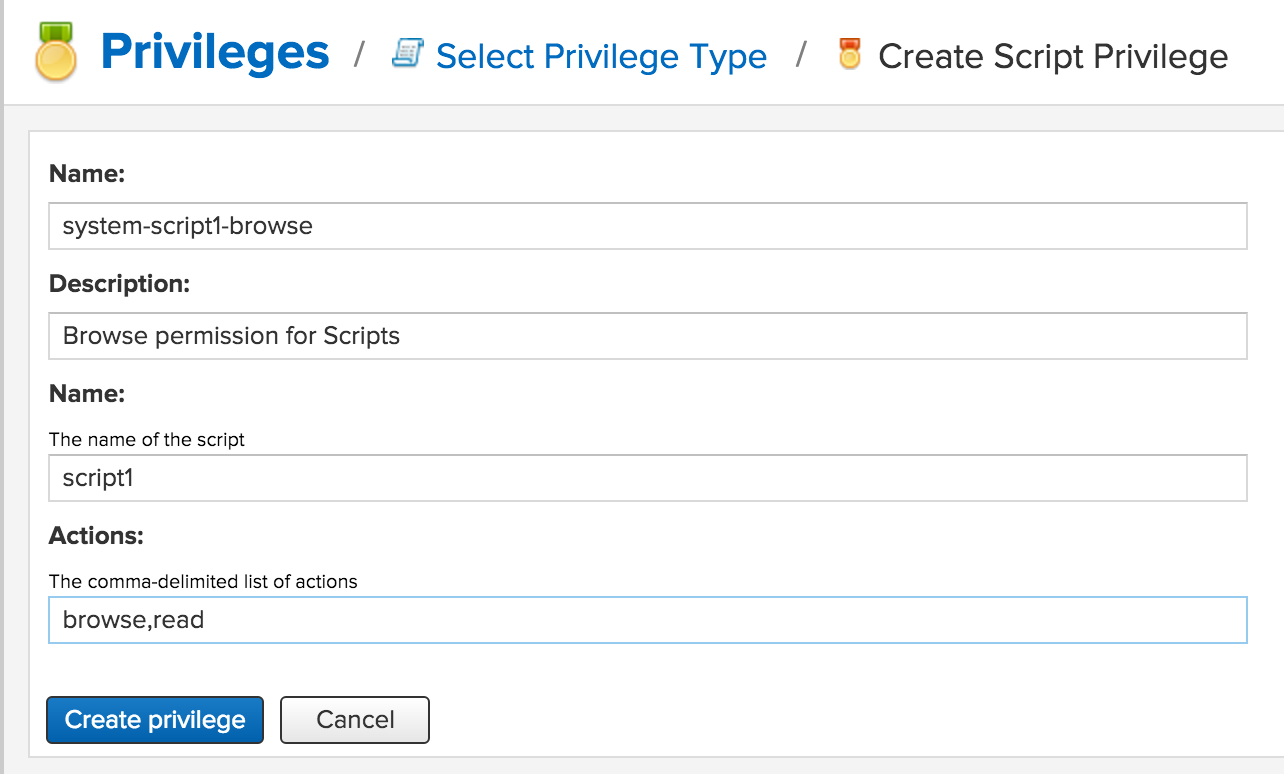 Privileges / Select Privilege Type / Create Script Privilege
Name:
system-script1-browse
Description:
Browse permission for Scripts
Name:
The name of the script
script1
Actions:
The comma-delimited list of actions
browse,read
Create privilege Cancel